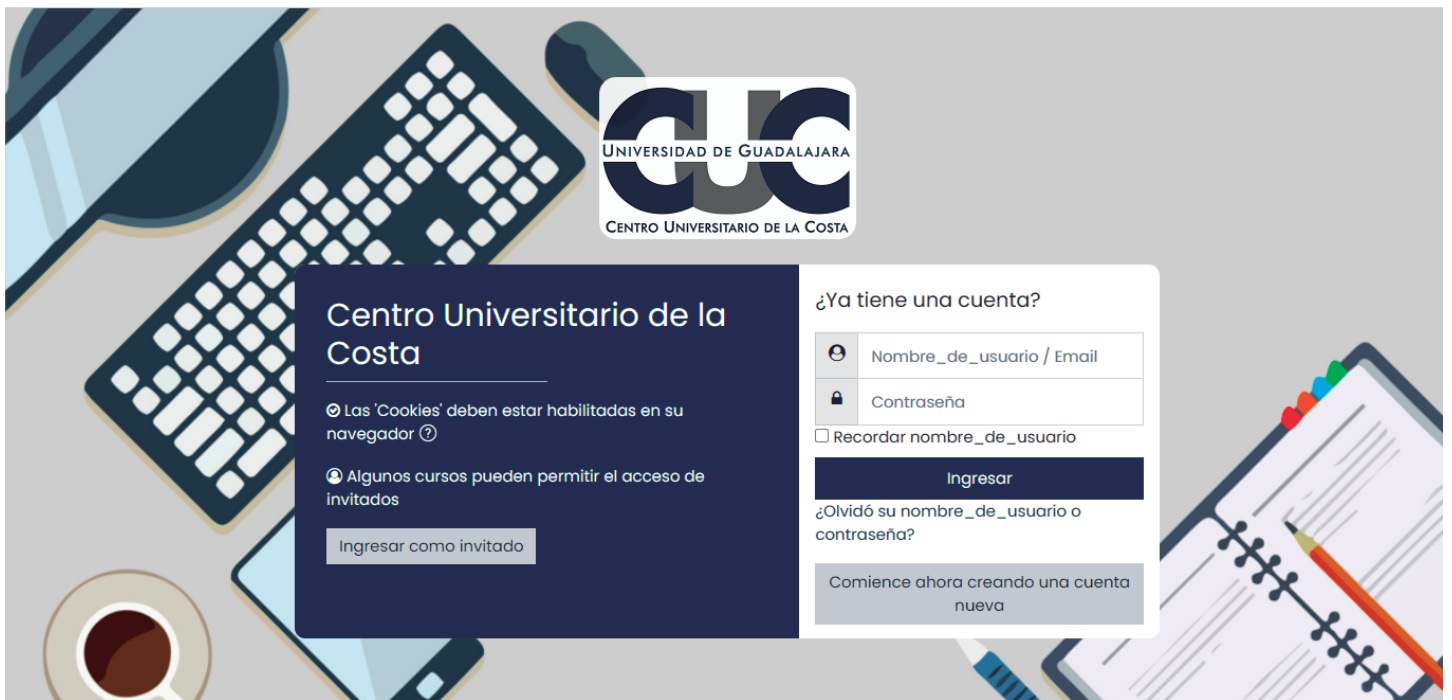 CUC
UNIVERSIDAD DE GUADALAJARA
CENTRO UNIVERSITARIO DE LA COSTA
Centro Universitario de la
Costa
Las 'Cookies' deben estar habilitadas en su
navegador
Algunos cursos pueden permitir el acceso de
invitados
Ingresar como invitado
¿Ya tiene una cuenta?
Nombre_de_usuario / Email
Contraseña
Recordar nombre_de_usuario
Ingresar
¿Olvidó su nombre_de_usuario o
contraseña?
Comience ahora creando una cuenta
nueva